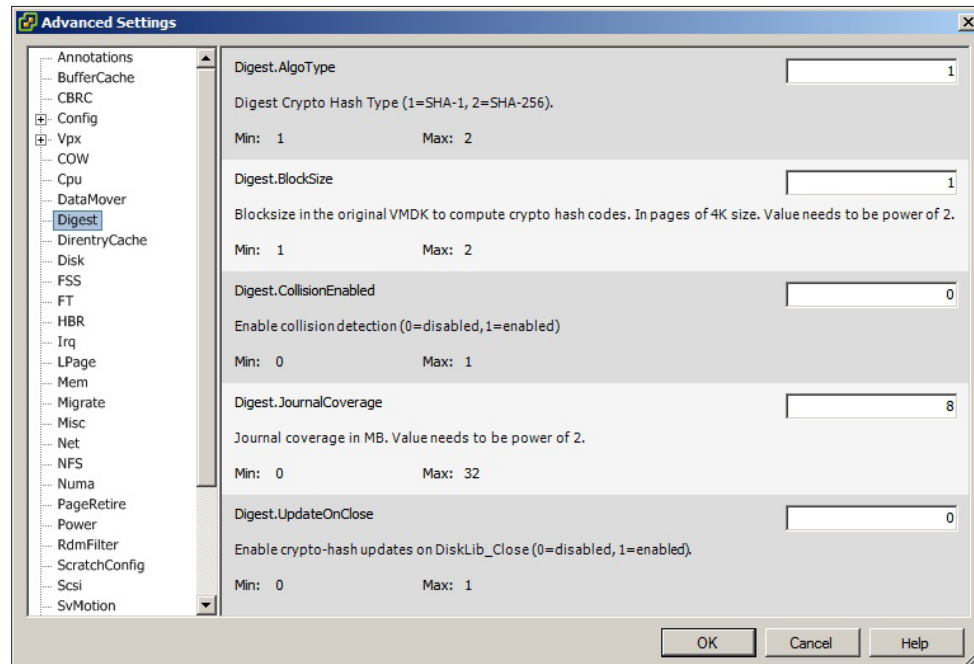 Advanced Settings
Annotations
BufferCache
CBRC
Config
Vpx
COW
Cpu
DataMover
Digest
DirentryCache
Disk
FSS
FT
HBR
Irq
LPage
Mem
Migrate
Misc
Net
NFS
Numa
PageRetire
Power
RdmFilter
ScratchConfig
Scsi
SvMotion
Digest.AlgoType 1
Digest Crypto Hash Type (1=SHA-1, 2=SHA-256).
Min: 1 Max: 2
Digest.BlockSize 1
Blocksize in the original VMDK to compute crypto hash codes. In pages of 4K size. Value needs to be power of 2.
Min: 1 Max: 2
Digest.CollisionEnabled 0
Enable collision detection (0=disabled,1=enabled)
Min: 0 Max: 1
Digest.JournalCoverage 8
Journal coverage in MB. Value needs to be power of 2.
Min: 0 Max: 32
Digest.UpdateOnClose 0
Enable crypto-hash updates on DiskLib_Close (0=disabled, 1=enabled).
Min: 0 Max: 1
OK Cancel Help